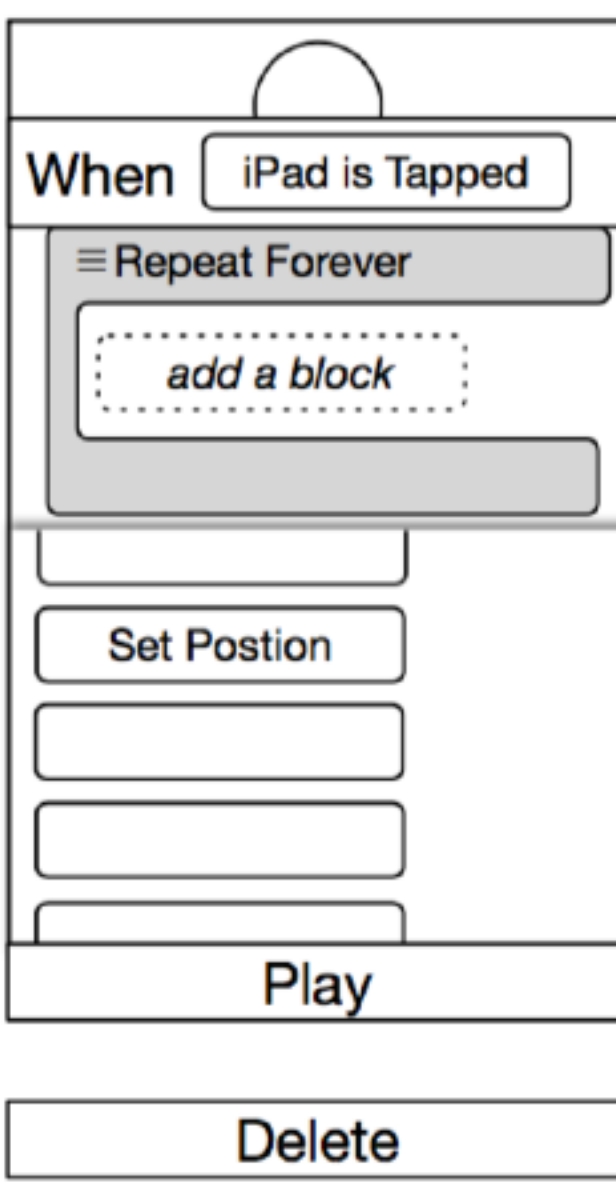 When iPad is Tapped
Repeat Forever
add a block
Set Postion
Play
Delete